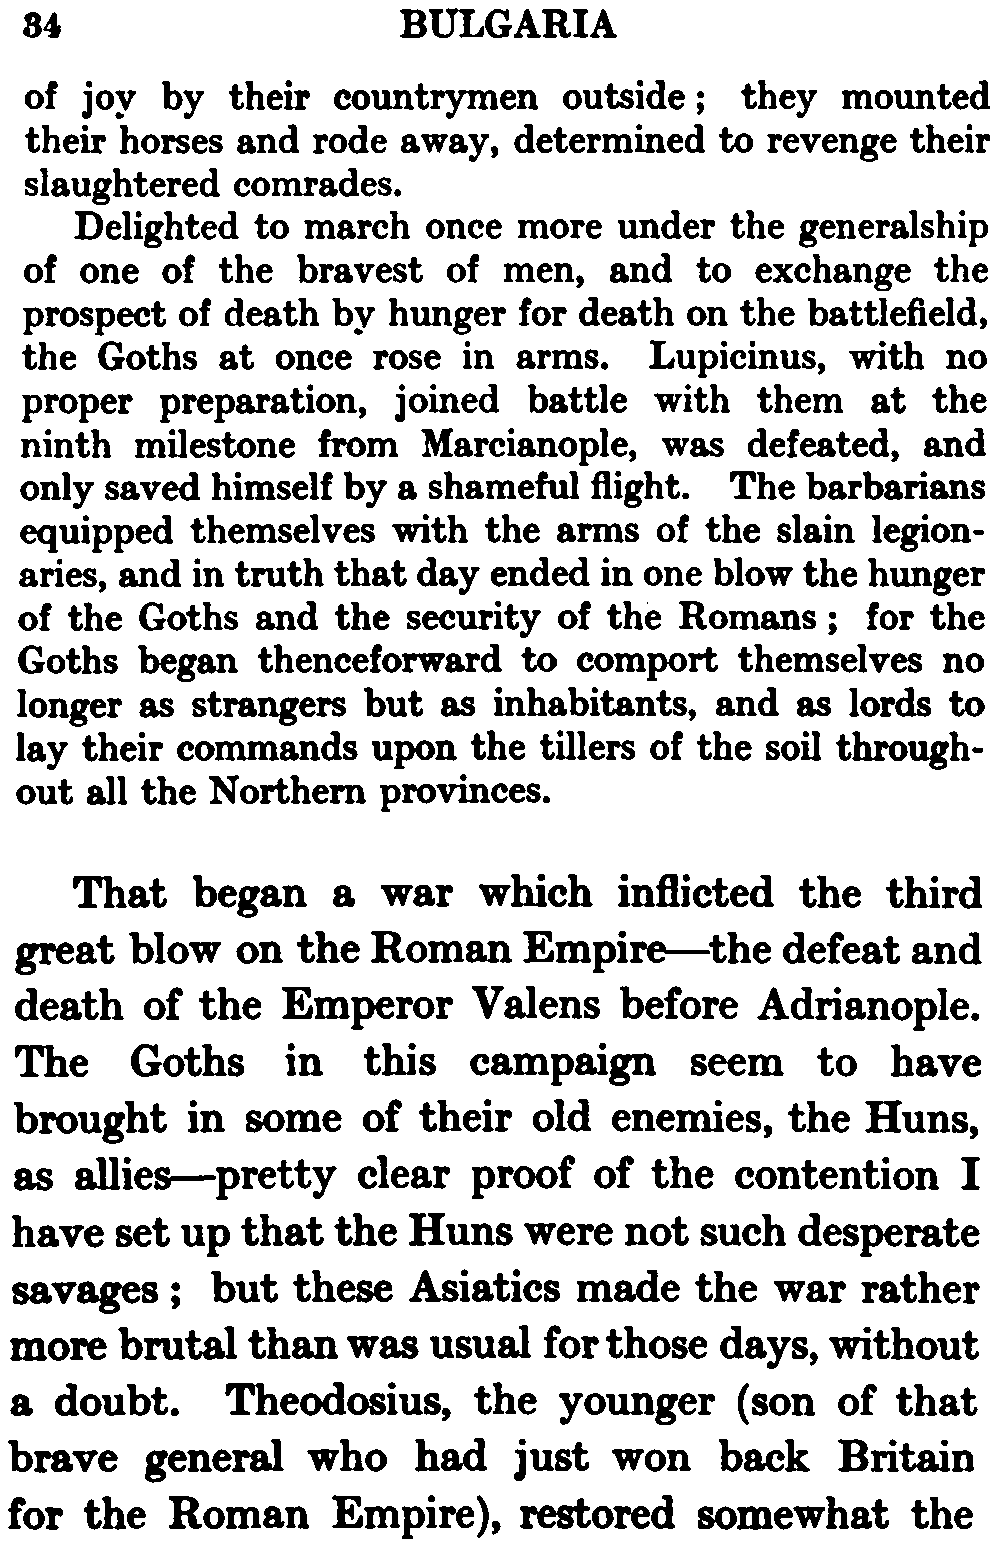 34 BULGARIA
of joy by their countrymen outside ; they mounted
their horses and rode away, determined to revenge their
slaughtered comrades.
Delighted to march once more under the generalship
of one of the bravest of men, and to exchange the
prospect of death by hunger for death on the battlefield,
the Goths at once rose in arms. Lupicinus, with no
proper preparation, joined battle with them at the
ninth milestone from Marcianople, was defeated, and
only saved himself by a shameful flight. The barbarians
equipped themselves with the arms of the slain legion-
aries, and in truth that day ended in one blow the hunger
of the Goths and the security of the Romans ; for the
Goths began thenceforward to comport themselves no
longer as strangers but as inhabitants, and as lords to
lay their commands upon the tillers of the soil through-
out all the Northern provinces.
That began a war which inflicted the third
great blow on the Roman Empire—the defeat and
death of the Emperor Valens before Adrianople.
The Goths in this campaign seem to have
brought in some of their old enemies, the Huns,
as allies—pretty clear proof of the contention I
have set up that the Huns were not such desperate
savages ; but these Asiatics made the war rather
more brutal than was usual for those days, without
a doubt. Theodosius, the younger (son of that
brave general who had just won back Britain
for the Roman Empire), restored somewhat the